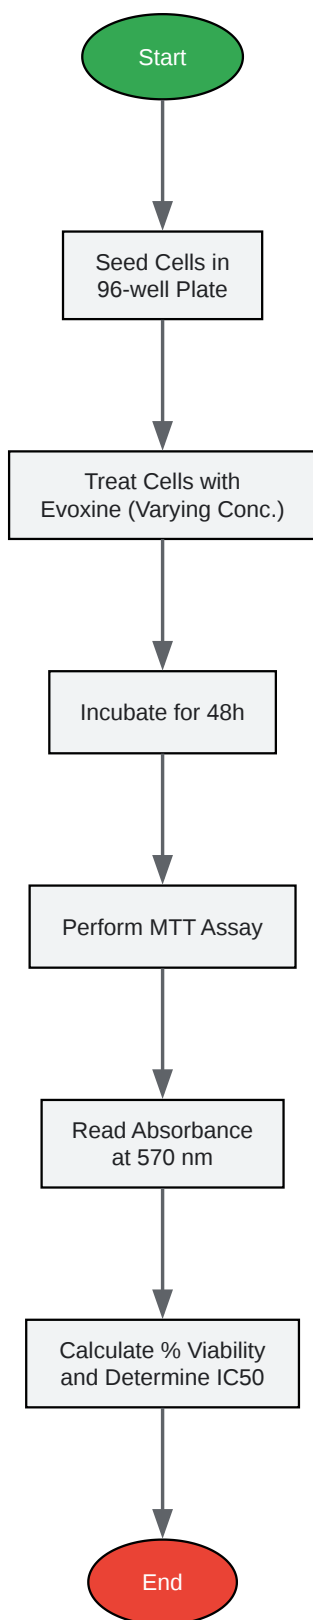 Start
Seed Cells in
96-well Plate
Treat Cells with
Evoxine (Varying Conc.)
Incubate for 48h
Perform MTT Assay
Read Absorbance
at 570 nm
Calculate % Viability
and Determine IC50
End